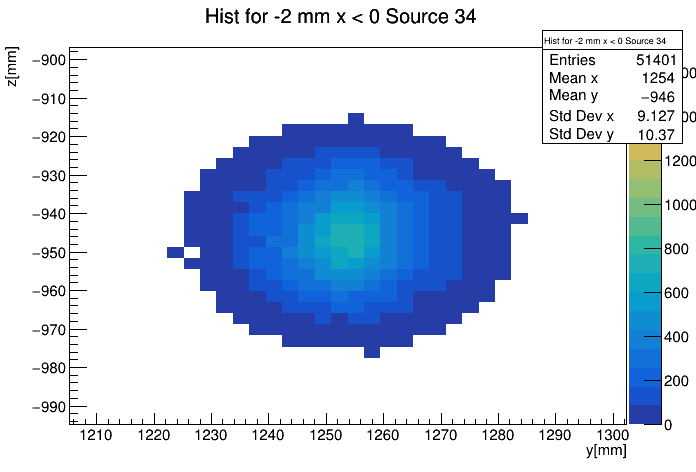 Hist for -2 mm x < 0 Source 34
Hist for -2 mm x < 0 Source 34
Entries 51401
Mean x 1254
Mean y −946
Std Dev x 9.127
Std Dev y 10.37
z[mm]
−900
−910
−920
−930
−940
−950
−960
−970
−980
−990
1210 1220 1230 1240 1250 1260 1270 1280 1290 1300
y[mm]
1200
1000
800
600
400
200
0